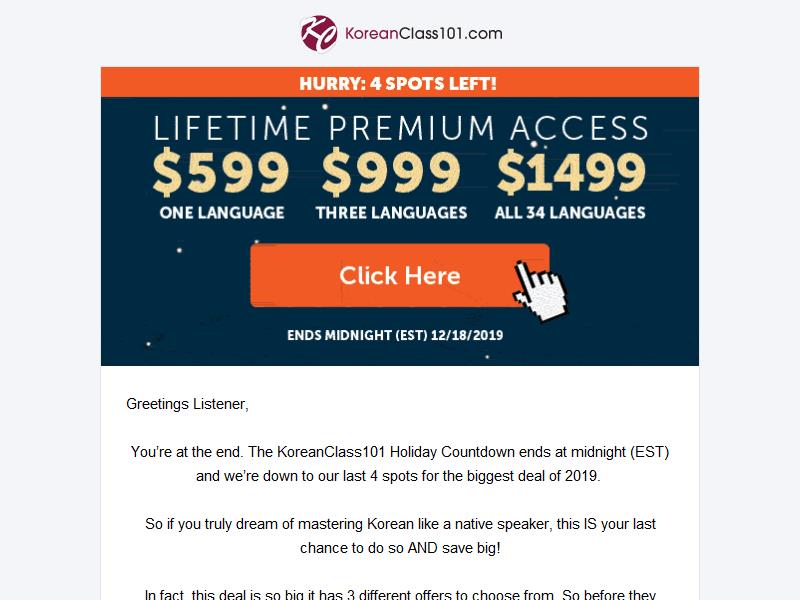 KoreanClass101.com
HURRY: 4 SPOTS LEFT!
LIFETIME PREMIUM ACCESS
$599 $999 $1499
ONE LANGUAGE THREE LANGUAGES ALL 34 LANGUAGES
Click Here
ENDS MIDNIGHT (EST) 12/18/2019
Greetings Listener,
You’re at the end. The KoreanClass101 Holiday Countdown ends at midnight (EST)
and we’re down to our last 4 spots for the biggest deal of 2019.
So if you truly dream of mastering Korean like a native speaker, this IS your last
chance to do so AND save big!
In fact, this deal is so big it has 3 different offers to choose from. So before they